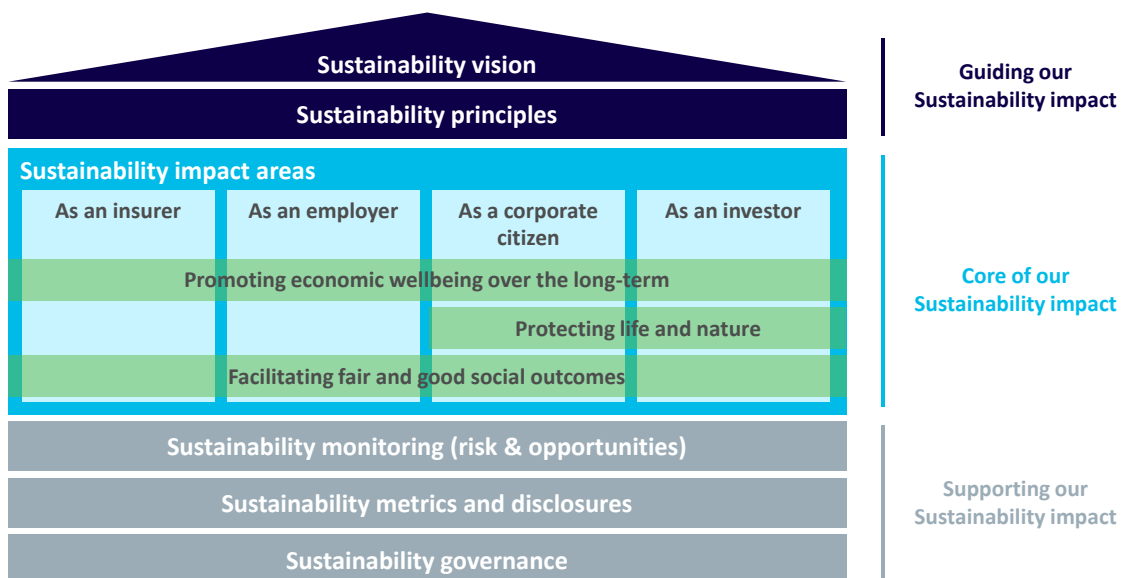 Sustainability vision
Sustainability principles
Guiding our
Sustainability impact
Sustainability impact areas
As an insurer
As an employer
As a corporate
citizen
As an investor
Promoting economic wellbeing over the long-term
Protecting life and nature
Facilitating fair and good social outcomes
Core of our
Sustainability impact
Sustainability monitoring (risk & opportunities)
Sustainability metrics and disclosures
Sustainability governance
Supporting our
Sustainability impact